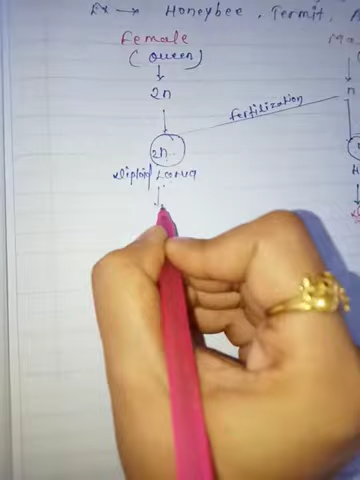 Ex → Honeybee, Termit, A
Female
(Queen)
2n
n
fertilization
2n
Diploid Larva
H